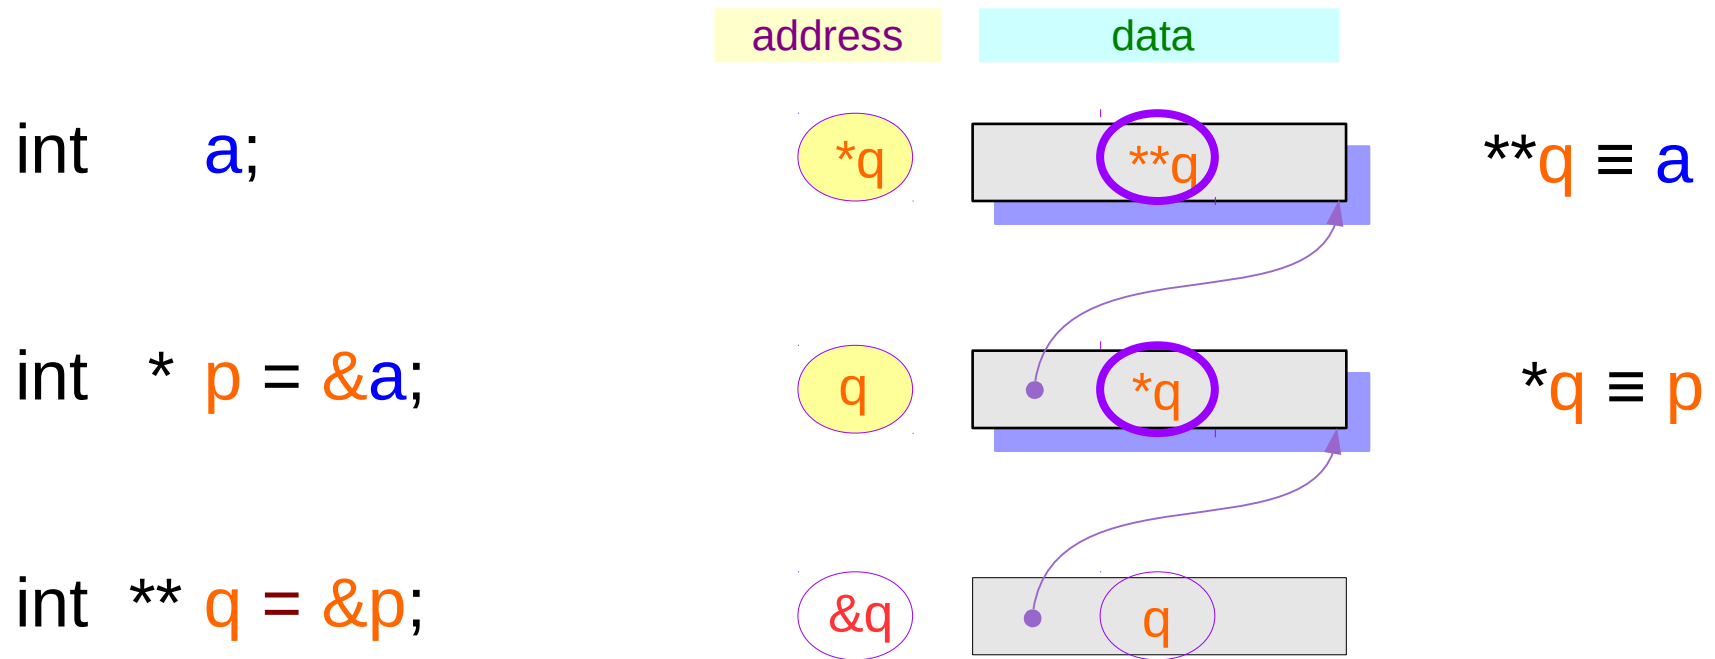 address data
int a; *q **q **q ≡ a
int * p = &a; q *q *q ≡ p
int ** q = &p; &q q